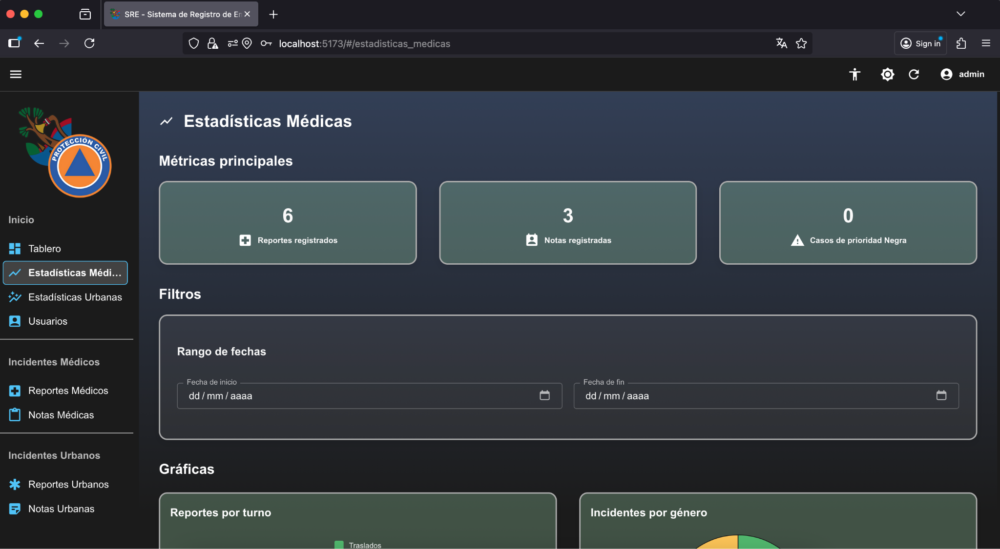 SRE - Sistema de Registro de En
localhost:5173/#/estadisticas_medicas
Sign in
admin
PROTECCIÓN CIVIL
Inicio
Tablero
Estadísticas Médi...
Estadísticas Urbanas
Usuarios
Incidentes Médicos
Reportes Médicos
Notas Médicas
Incidentes Urbanos
Reportes Urbanos
Notas Urbanas
Estadísticas Médicas
Métricas principales
6
Reportes registrados
3
Notas registradas
0
Casos de prioridad Negra
Filtros
Rango de fechas
Fecha de inicio
dd / mm / aaaa
Fecha de fin
dd / mm / aaaa
Gráficas
Reportes por turno
Traslados
Incidentes por género